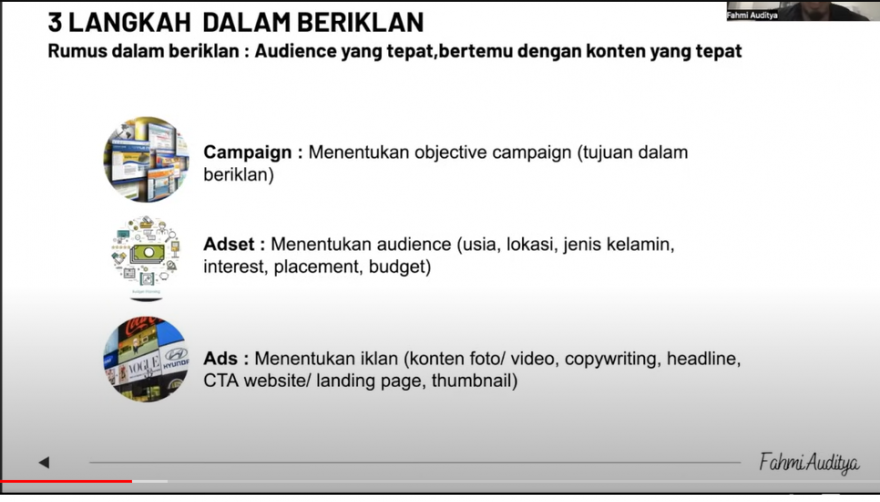 3 LANGKAH DALAM BERIKLAN
Fahmi Auditya
Rumus dalam beriklan : Audience yang tepat,bertemu dengan konten yang tepat
Campaign : Menentukan objective campaign (tujuan dalam
beriklan)
Adset : Menentukan audience (usia, lokasi, jenis kelamin,
interest, placement, budget)
VOGUE
HYUNDAI
Ads : Menentukan iklan (konten foto/ video, copywriting, headline,
CTA website/ landing page, thumbnail)
Fahmi Auditya